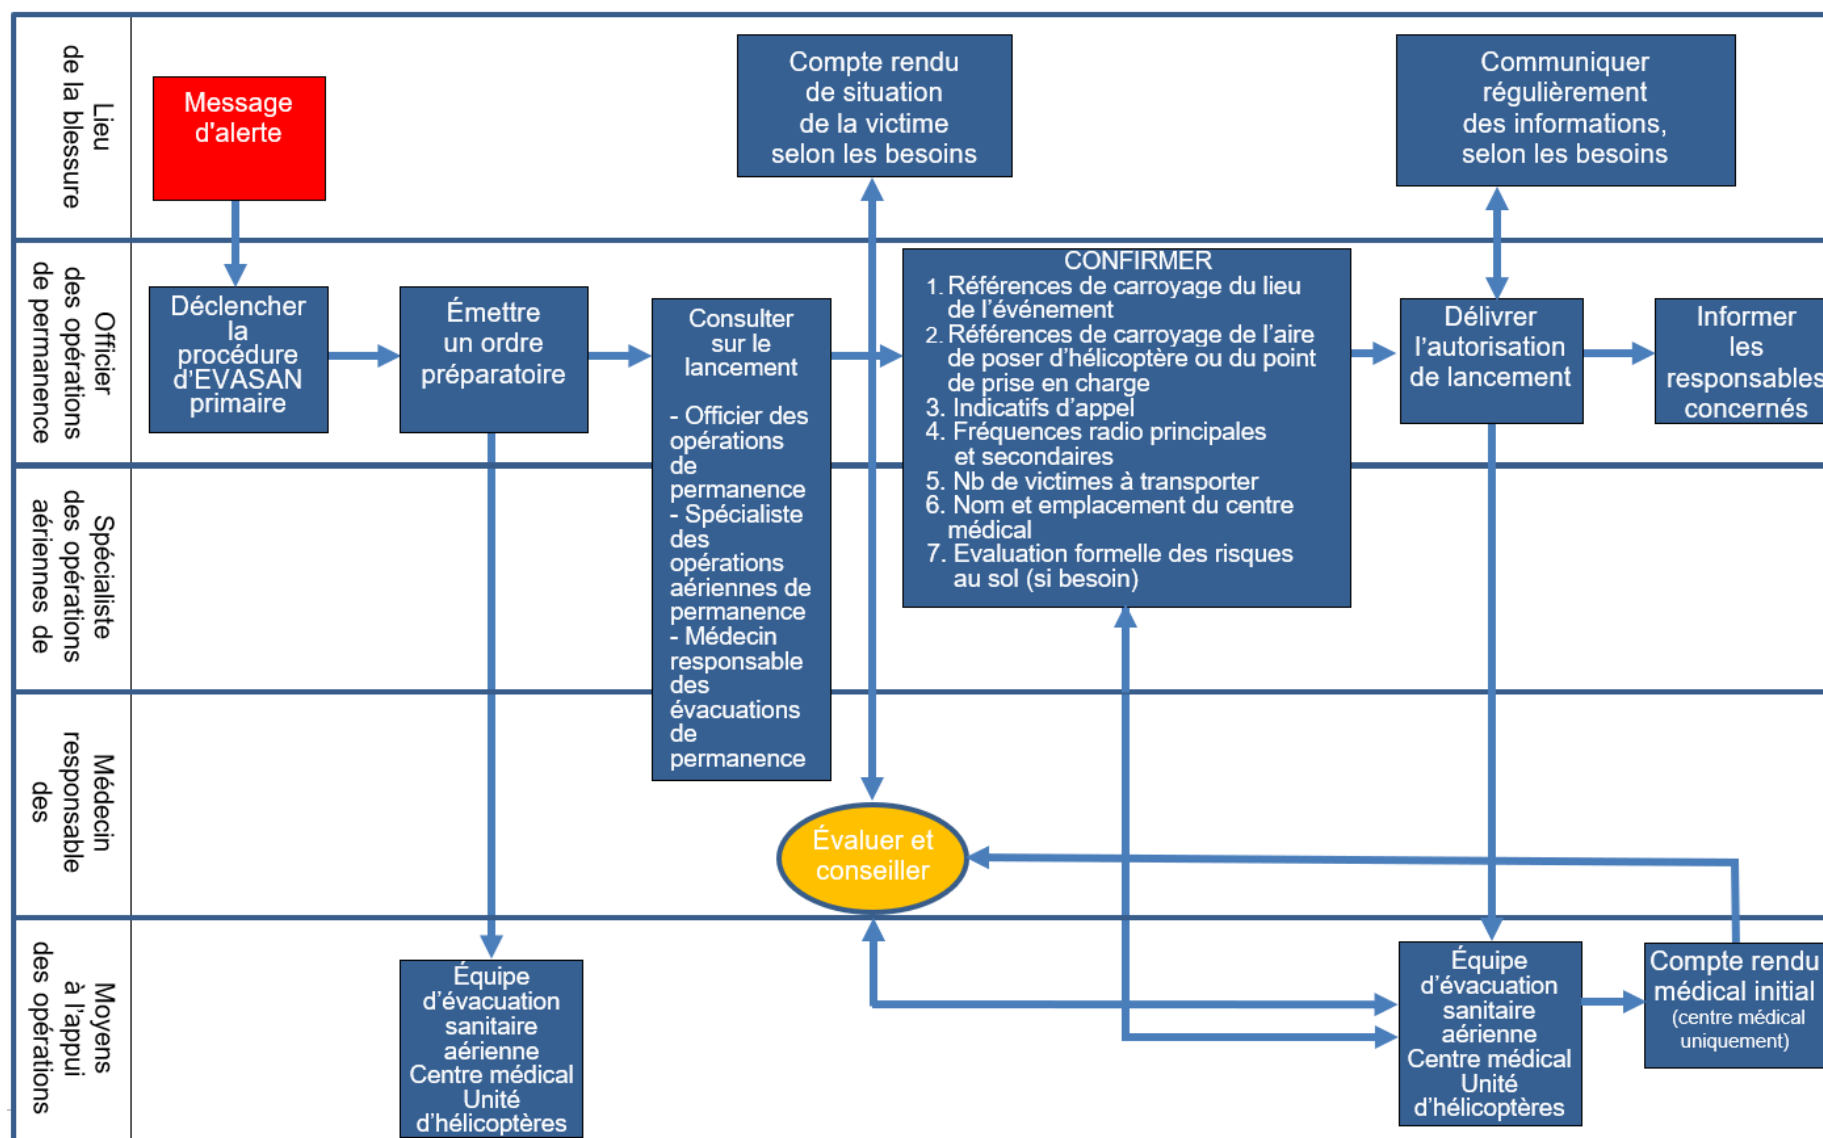 Lieu
de la blessure
Message
d'alerte
Compte rendu
de situation
de la victime
selon les besoins
Communiquer
régulièrement
des informations,
selon les besoins
Officier
des opérations
de permanence
Déclencher
la
procédure
d'EVASAN
primaire
Émettre
un ordre
préparatoire
Consulter
sur le
lancement
- Officier des
opérations
de
permanence
- Spécialiste
des
opérations
aériennes de
permanence
- Médecin
responsable
des
évacuations
de
permanence
CONFIRMER
1. Références de carroyage du lieu
de l’événement
2. Références de carroyage de l’aire
de poser d’hélicoptère ou du point
de prise en charge
3. Indicatifs d’appel
4. Fréquences radio principales
et secondaires
5. Nb de victimes à transporter
6. Nom et emplacement du centre
médical
7. Evaluation formelle des risques
au sol (si besoin)
Délivrer
l’autorisation
de lancement
Informer
les
responsables
concernés
Spécialiste
des opérations
aériennes de
Médecin
responsable
des
Évaluer et
conseiller
Moyens
à l'appui
des opérations
Équipe
d’évacuation
sanitaire
aérienne
Centre médical
Unité
d’hélicoptères
Équipe
d’évacuation
sanitaire
aérienne
Centre médical
Unité
d’hélicoptères
Compte rendu
médical initial
(centre médical
uniquement)